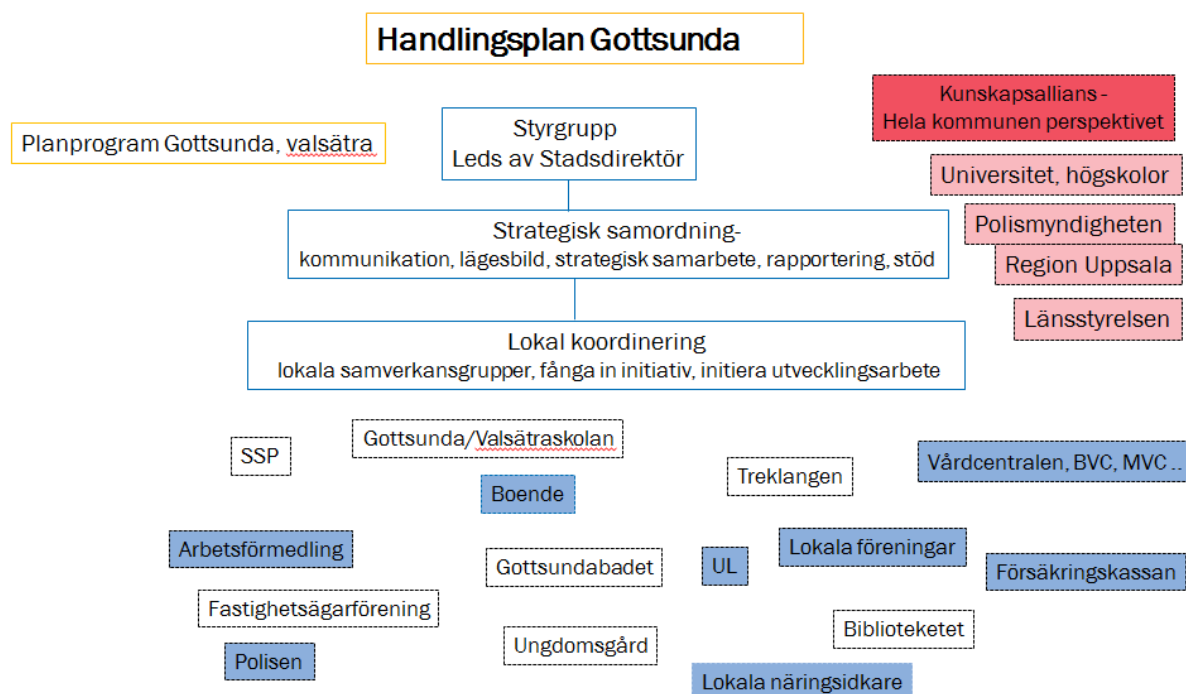 Handlingsplan Gottsunda
Kunskapsallians -
Hela kommunen perspektivet
Styrgrupp
Leds av Stadsdirektör
Planprogram Gottsunda, valsätra
Universitet, högskolor
Polismyndigheten
Strategisk samordning-
kommunikation, lägesbild, strategisk samarbete, rapportering, stöd
Region Uppsala
Länsstyrelsen
Lokal koordinering
lokala samverkansgrupper, fånga in initiativ, initiera utvecklingsarbete
Gottsunda/Valsätraskolan
SSP
Vårdcentralen, BVC, MVC ..
Treklangen
Boende
Arbetsförmedling
Lokala föreningar
Gottsundabadet
UL
Försäkringskassan
Fastighetsägarförening
Biblioteketet
Ungdomsgård
Polisen
Lokala näringsidkare